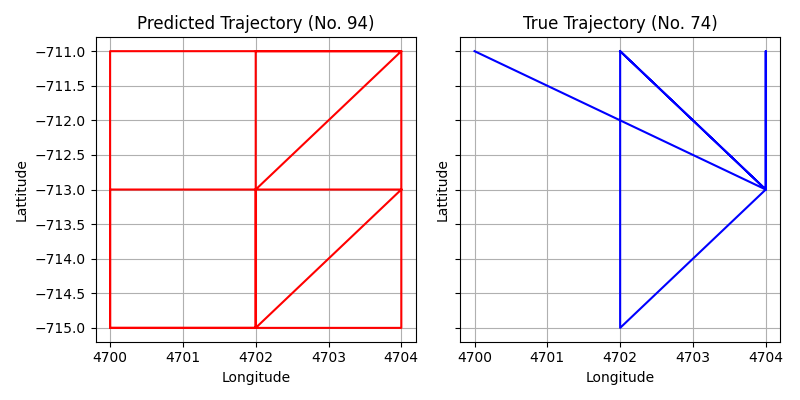 Predicted Trajectory (No. 94)
True Trajectory (No. 74)
−711.0
−711.5
−712.0
−712.5
−713.0
−713.5
−714.0
−714.5
−715.0
Lattitude
Lattitude
4700 4701 4702 4703 4704
4700 4701 4702 4703 4704
Longitude
Longitude